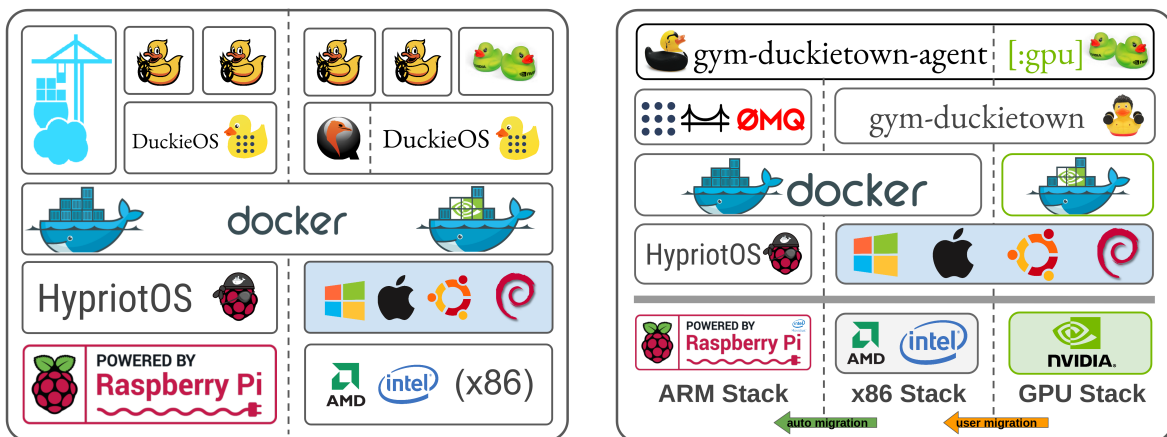 DuckieOS
DuckieOS
docker
HypriotOS
POWERED BY
Raspberry Pi
AMD
intel
(x86)
gym-duckietown-agent
[:gpu]
ØMQ
gym-duckietown
docker
HypriotOS
POWERED BY
Raspberry Pi
AMD
intel
NVIDIA
ARM Stack
x86 Stack
GPU Stack
auto migration
user migration